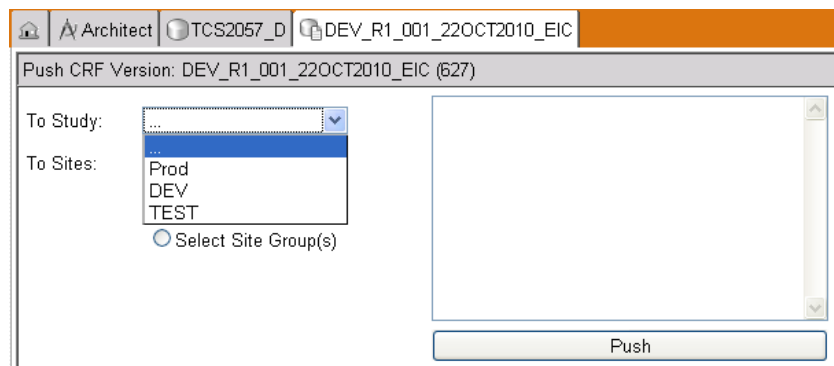 Architect TCS2057_D DEV_R1_001_22OCT2010_EIC
Push CRF Version: DEV_R1_001_22OCT2010_EIC (627)
To Study: ...
...
To Sites:
Prod
DEV
TEST
Select Site Group(s)
Push